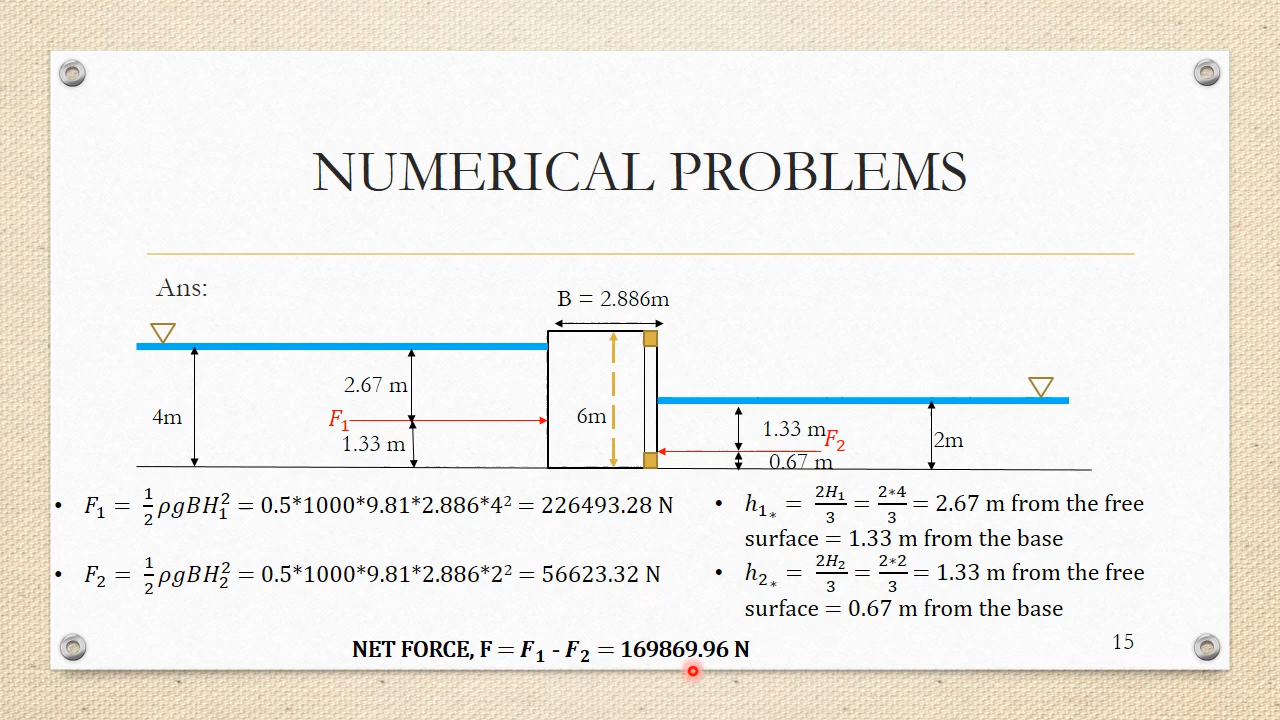 NUMERICAL PROBLEMS
Ans:
B = 2.886m
4m
2.67 m
F₁
1.33 m
6m
1.33 m
F₂
0.67 m
2m
• F₁ = 1/2 ρgBH₁² = 0.5*1000*9.81*2.886*4² = 226493.28 N
• F₂ = 1/2 ρgBH₂² = 0.5*1000*9.81*2.886*2² = 56623.32 N
• h₁* = 2H₁/3 = 2*4/3 = 2.67 m from the free
surface = 1.33 m from the base
• h₂* = 2H₂/3 = 2*2/3 = 1.33 m from the free
surface = 0.67 m from the base
NET FORCE, F = F₁ - F₂ = 169869.96 N
15